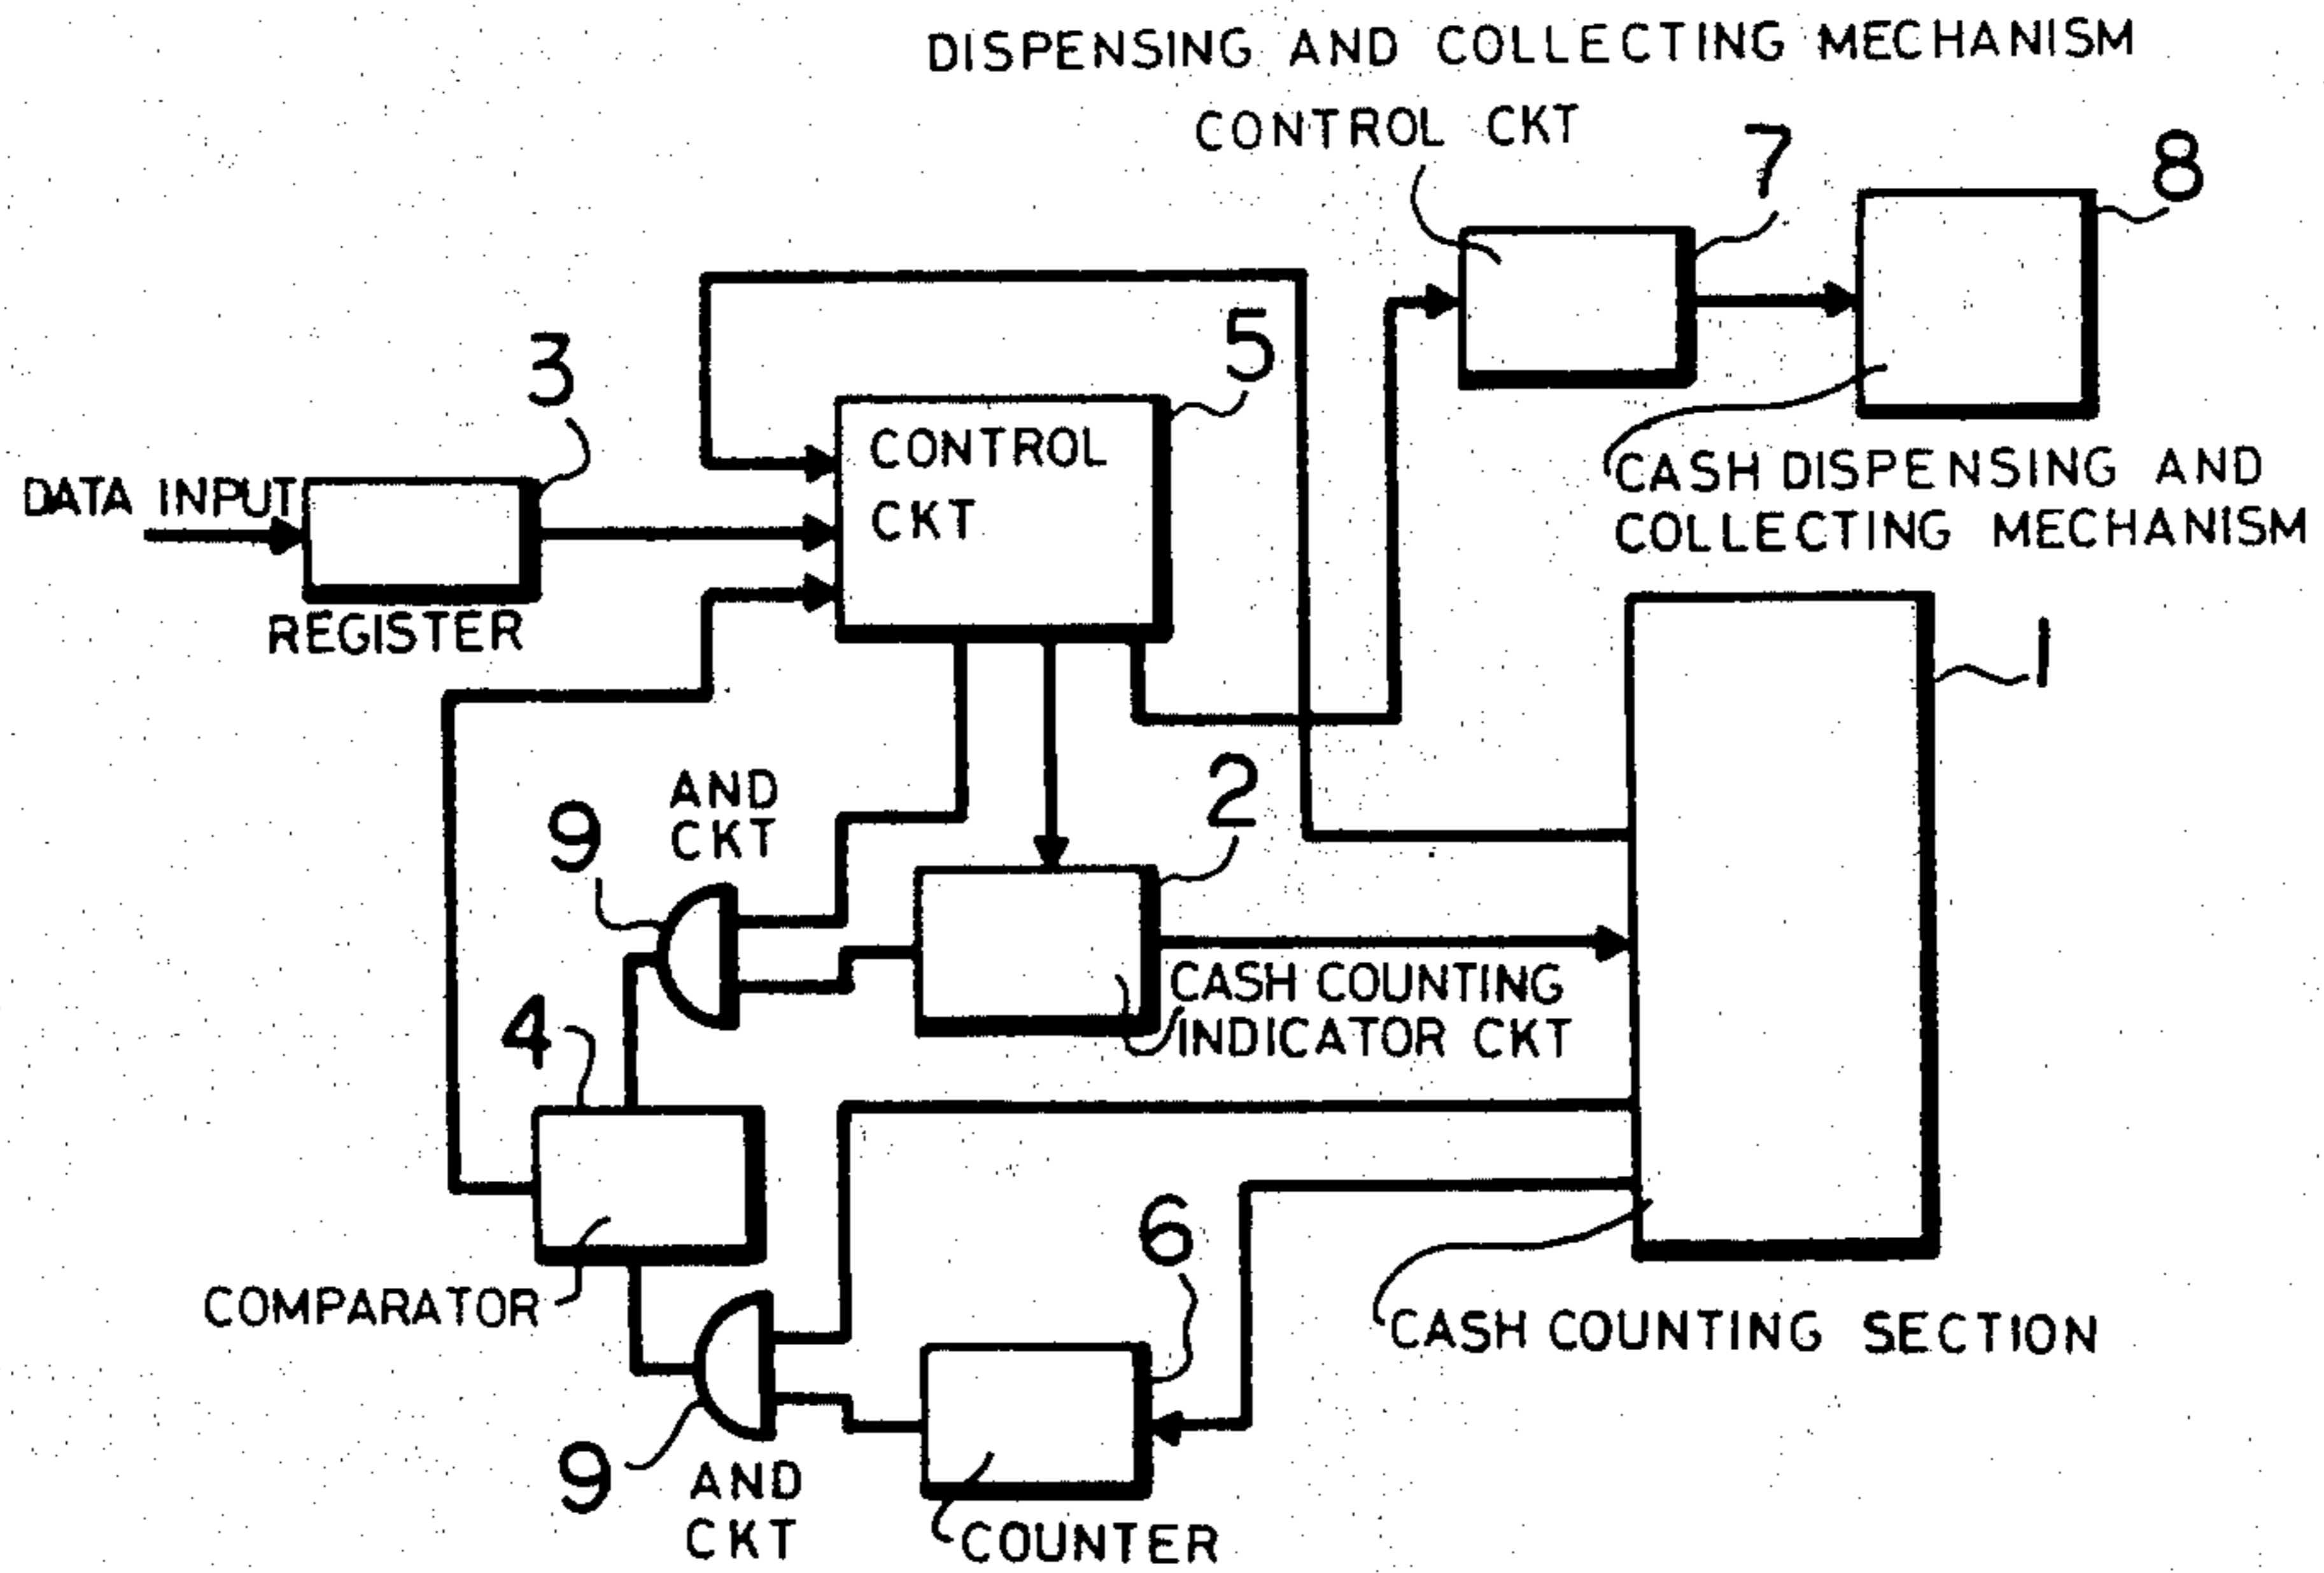 DISPENSING AND COLLECTING MECHANISM
CONTROL CKT
7
8
5
3
CONTROL
CKT
DATA INPUT
CASH DISPENSING AND
COLLECTING MECHANISM
REGISTER
1
2
AND
CKT
9
CASH COUNTING
INDICATOR CKT
4
6
COMPARATOR
CASH COUNTING SECTION
9
AND
CKT
COUNTER